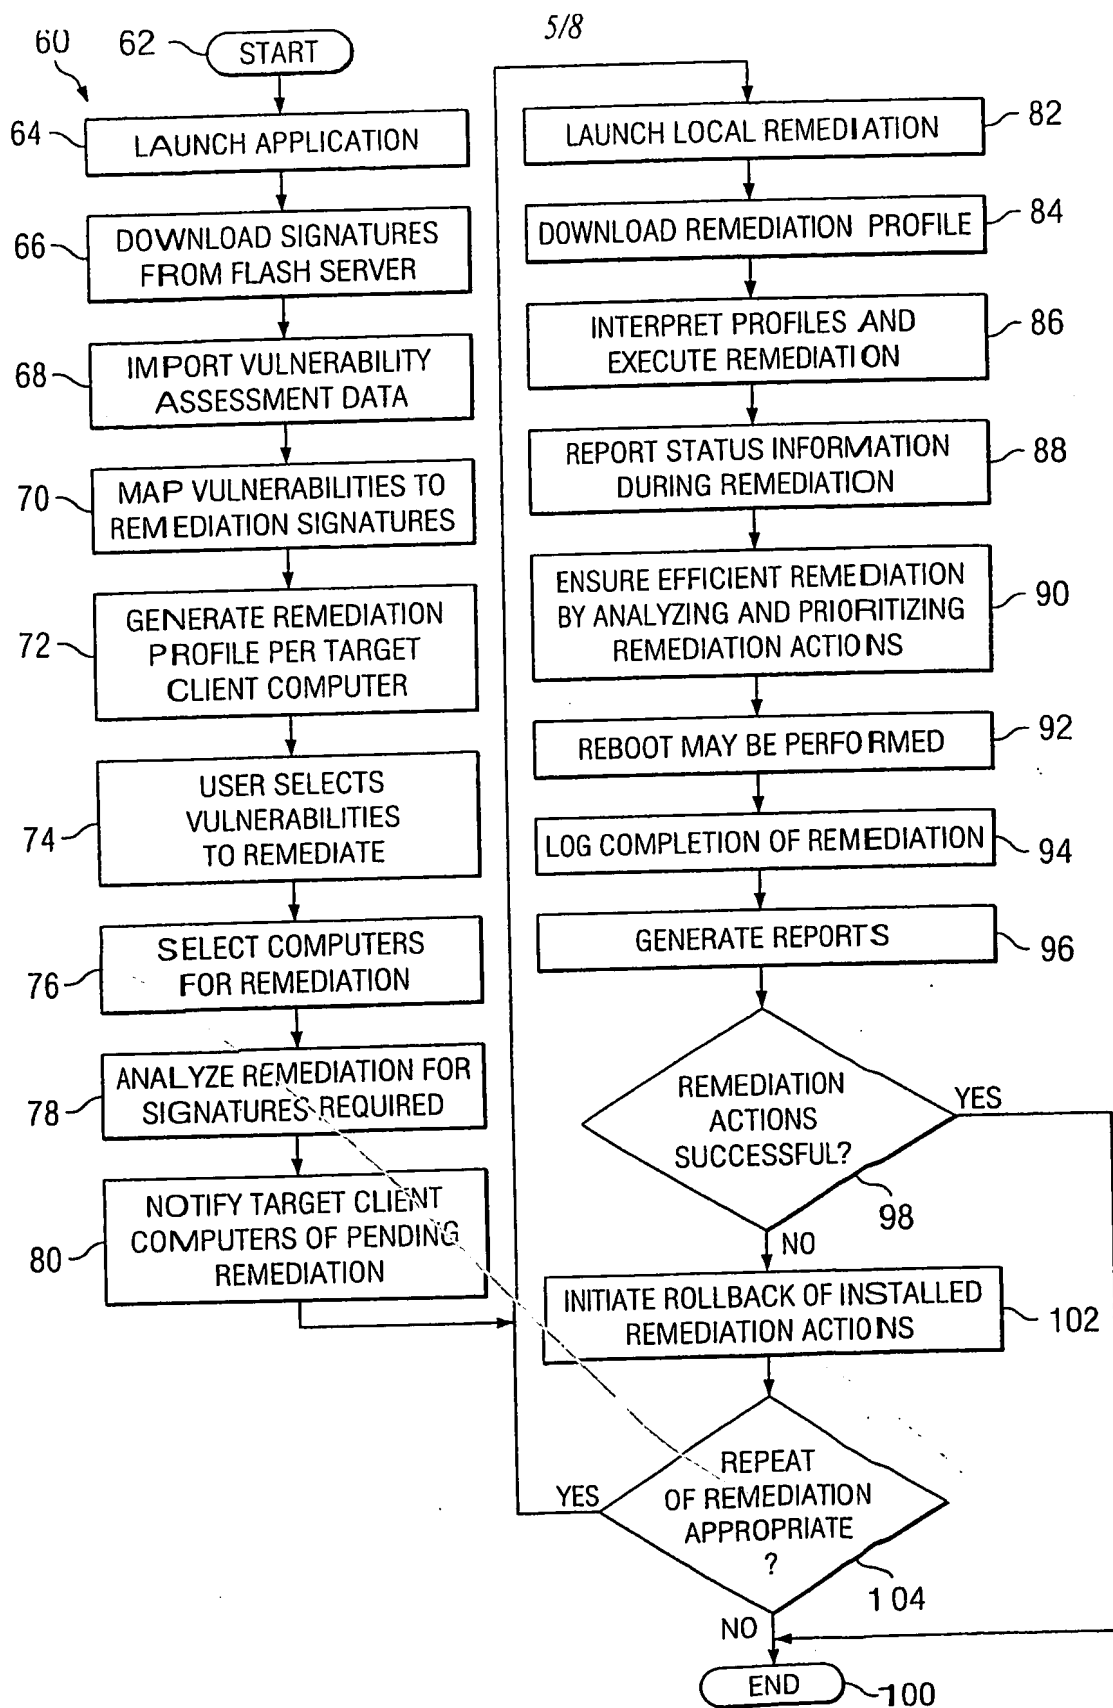 5/8
60
62
START
64
LAUNCH APPLICATION
66
DOWNLOAD SIGNATURES
FROM FLASH SERVER
68
IMPORT VULNERABILITY
ASSESSMENT DATA
70
MAP VULNERABILITIES TO
REMEDIATION SIGNATURES
72
GENERATE REMEDIATION
PROFILE PER TARGET
CLIENT COMPUTER
74
USER SELECTS
VULNERABILITIES
TO REMEDIATE
76
SELECT COMPUTERS
FOR REMEDIATION
78
ANALYZE REMEDIATION FOR
SIGNATURES REQUIRED
80
NOTIFY TARGET CLIENT
COMPUTERS OF PENDING
REMEDIATION
LAUNCH LOCAL REMEDIATION
82
DOWNLOAD REMEDIATION PROFILE
84
INTERPRET PROFILES AND
EXECUTE REMEDIATION
86
REPORT STATUS INFORMATION
DURING REMEDIATION
88
ENSURE EFFICIENT REMEDIATION
BY ANALYZING AND PRIORITIZING
REMEDIATION ACTIONS
90
REBOOT MAY BE PERFORMED
92
LOG COMPLETION OF REMEDIATION
94
GENERATE REPORTS
96
REMEDIATION
ACTIONS
SUCCESSFUL?
YES
98
NO
INITIATE ROLLBACK OF INSTALLED
REMEDIATION ACTIONS
102
REPEAT
OF REMEDIATION
APPROPRIATE
?
YES
104
NO
END
100